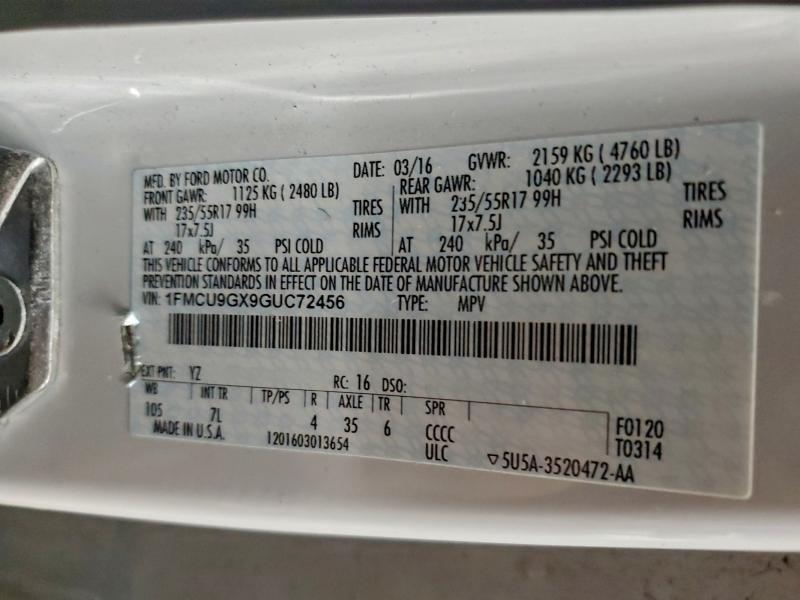 MFD. BY FORD MOTOR CO. DATE: 03/16 GVWR: 2159 KG ( 4760 LB)
FRONT GAWR: 1125 KG ( 2480 LB) REAR GAWR: 1040 KG ( 2293 LB)
WITH 235/55R17 99H TIRES WITH 235/55R17 99H TIRES
17x7.5J RIMS 17x7.5J RIMS
AT 240 kPa/ 35 PSI COLD AT 240 kPa/ 35 PSI COLD
THIS VEHICLE CONFORMS TO ALL APPLICABLE FEDERAL MOTOR VEHICLE SAFETY AND THEFT
PREVENTION STANDARDS IN EFFECT ON THE DATE OF MANUFACTURE SHOWN ABOVE.
VIN: 1FMCU9GX9GUC72456 TYPE: MPV
EXT PNT: YZ RC: 16 DSO:
WB INT TR TP/PS R AXLE TR SPR
105 7L 4 35 6 CCCC F0120
MADE IN U.S.A. 1201603013654 ULC T0314
▽5U5A-3520472-AA